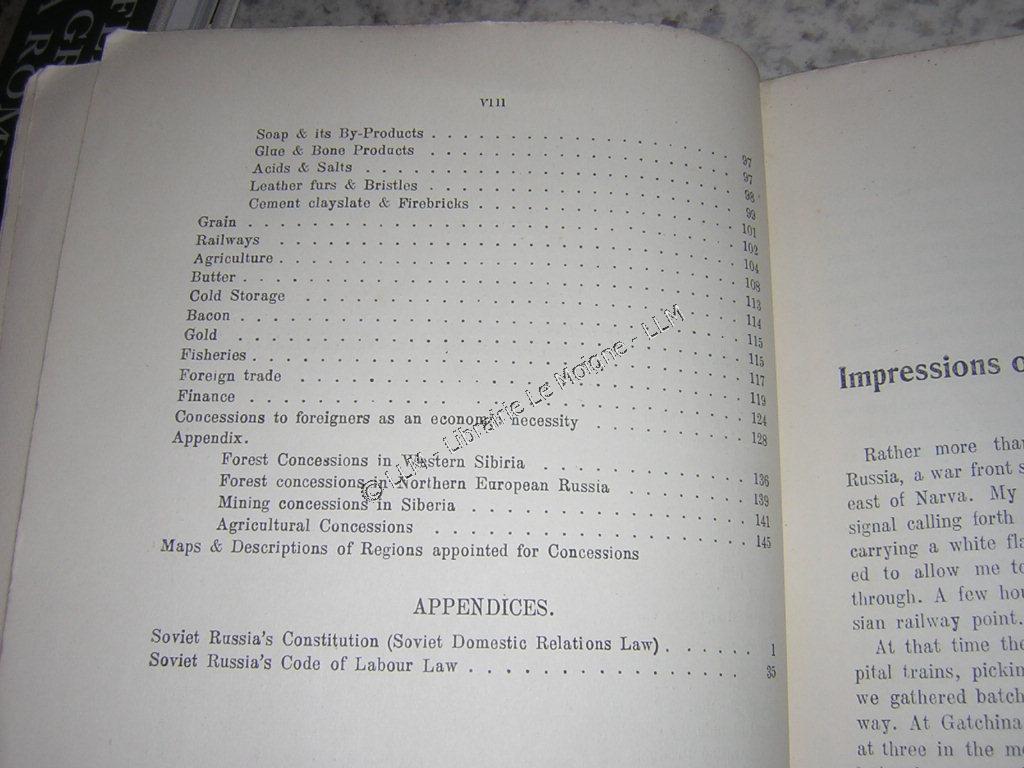 VIII
Soap & its By-Products . . . . . . . . . . . . . . . . 97
Glue & Bone Products . . . . . . . . . . . . . . . . 97
Acids & Salts . . . . . . . . . . . . . . . . . . . . 98
Leather furs & Bristles . . . . . . . . . . . . . . . 99
Cement clayslate & Firebricks . . . . . . . . . . . . . 101
Grain . . . . . . . . . . . . . . . . . . . . . . . 102
Railways . . . . . . . . . . . . . . . . . . . . . . 104
Agriculture . . . . . . . . . . . . . . . . . . . . . 108
Butter . . . . . . . . . . . . . . . . . . . . . . . 113
Cold Storage . . . . . . . . . . . . . . . . . . . . 114
Bacon . . . . . . . . . . . . . . . . . . . . . . . 115
Gold . . . . . . . . . . . . . . . . . . . . . . . . 115
Fisheries . . . . . . . . . . . . . . . . . . . . . . 117
Foreign trade . . . . . . . . . . . . . . . . . . . . 119
Finance . . . . . . . . . . . . . . . . . . . . . . 124
Concessions to foreigners as an economic necessity . . . . . . . 128
Appendix.
Forest Concessions in Western Sibiria . . . . . . . . . . 136
Forest concessions in Northern European Russia . . . . . . 139
Mining concessions in Siberia . . . . . . . . . . . . . 141
Agricultural Concessions . . . . . . . . . . . . . . . 145
Maps & Descriptions of Regions appointed for Concessions
APPENDICES.
Soviet Russia's Constitution (Soviet Domestic Relations Law) . . . . . . 1
Soviet Russia's Code of Labour Law . . . . . . . . . . . . . 35
© LLM - Librairie Le Moigne - LLM
Impressions
Rather more than
Russia, a war front
east of Narva. My
signal calling forth
carrying a white
ed to allow me to
through. A few
sian railway point.
At that time the
pital trains,
we gathered
way. At Gatchina
at three in the